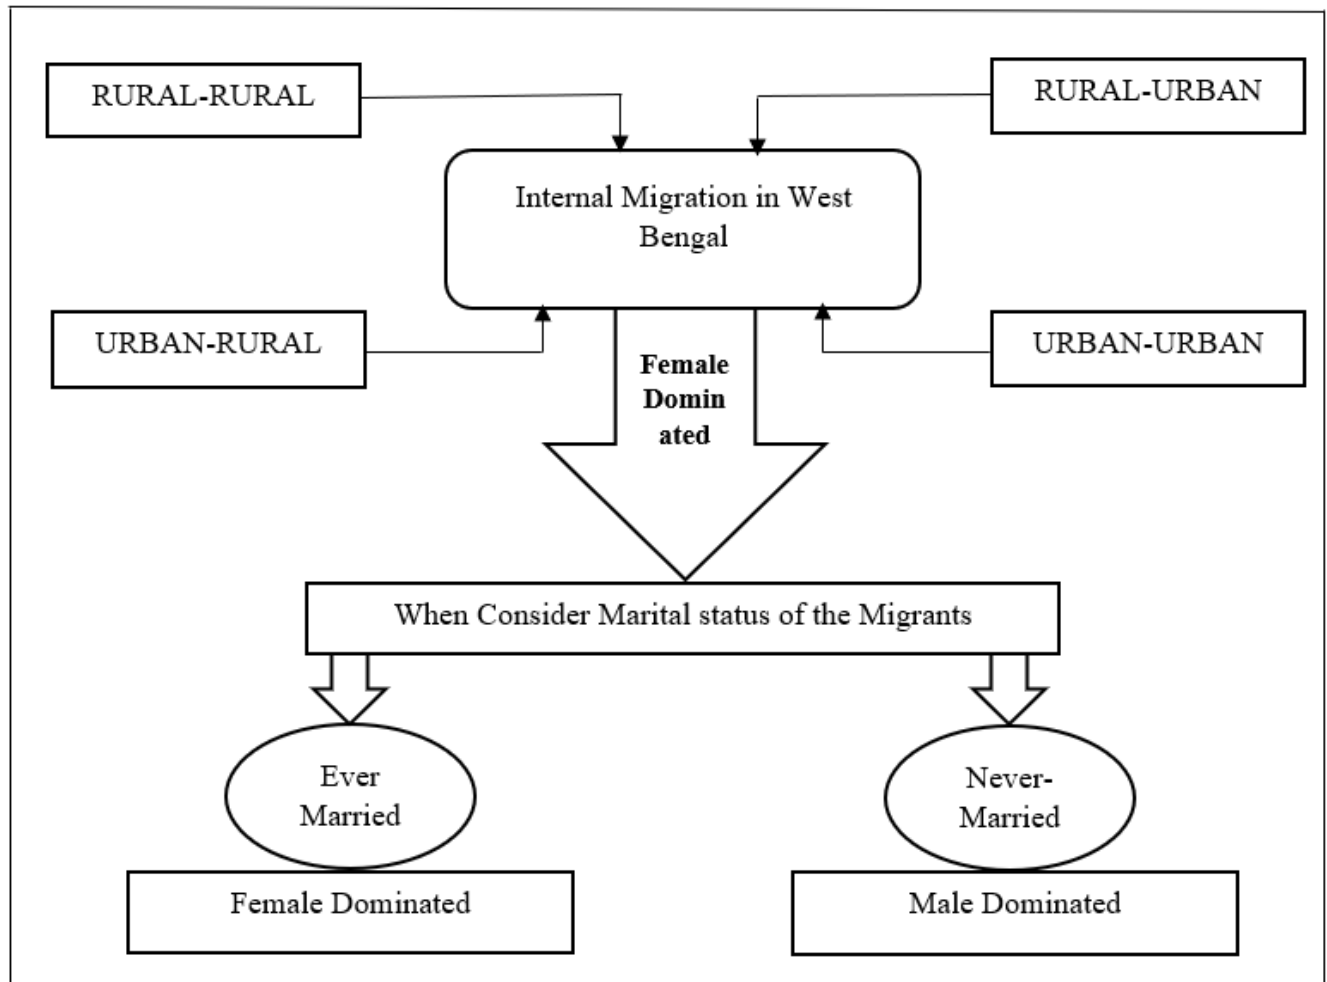 RURAL-RURAL
RURAL-URBAN
Internal Migration in West
Bengal
URBAN-RURAL
URBAN-URBAN
Female
Domin
ated
When Consider Marital status of the Migrants
Ever
Married
Never-
Married
Female Dominated
Male Dominated